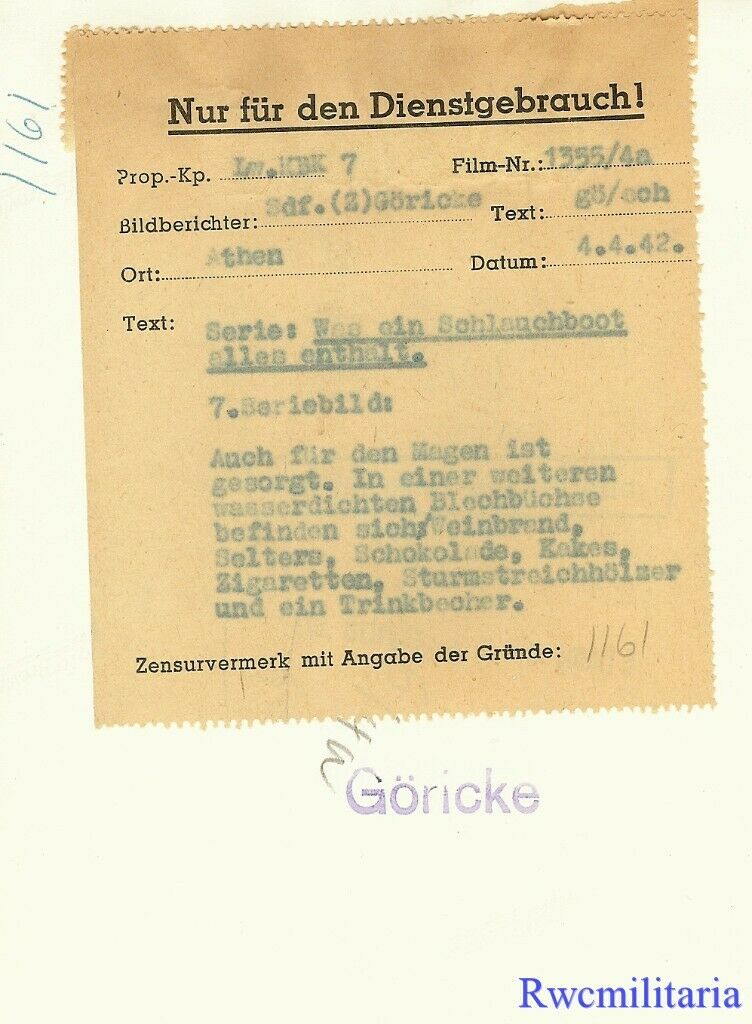 1161
Nur für den Dienstgebrauch!
Prop.-Kp. Lw.KBK 7 Film-Nr.: 1355/4a
Bildberichter: Sdf.(Z)Göricke Text: gö/sch
Ort: Athen Datum: 4.4.42.
Text: Serie: Was ein Schlauchboot
alles enthält.
7.Seriebild:
Auch für den Magen ist
gesorgt. In einer weiteren
wasserdichten Blechbüchse
befinden sich/Weinbrand,
Selters, Schokolade, Kakes,
Zigaretten, Sturmstreichhölzer
und ein Trinkbecher.
Zensurvermerk mit Angabe der Gründe: 1161
Göricke
Rwcmilitaria